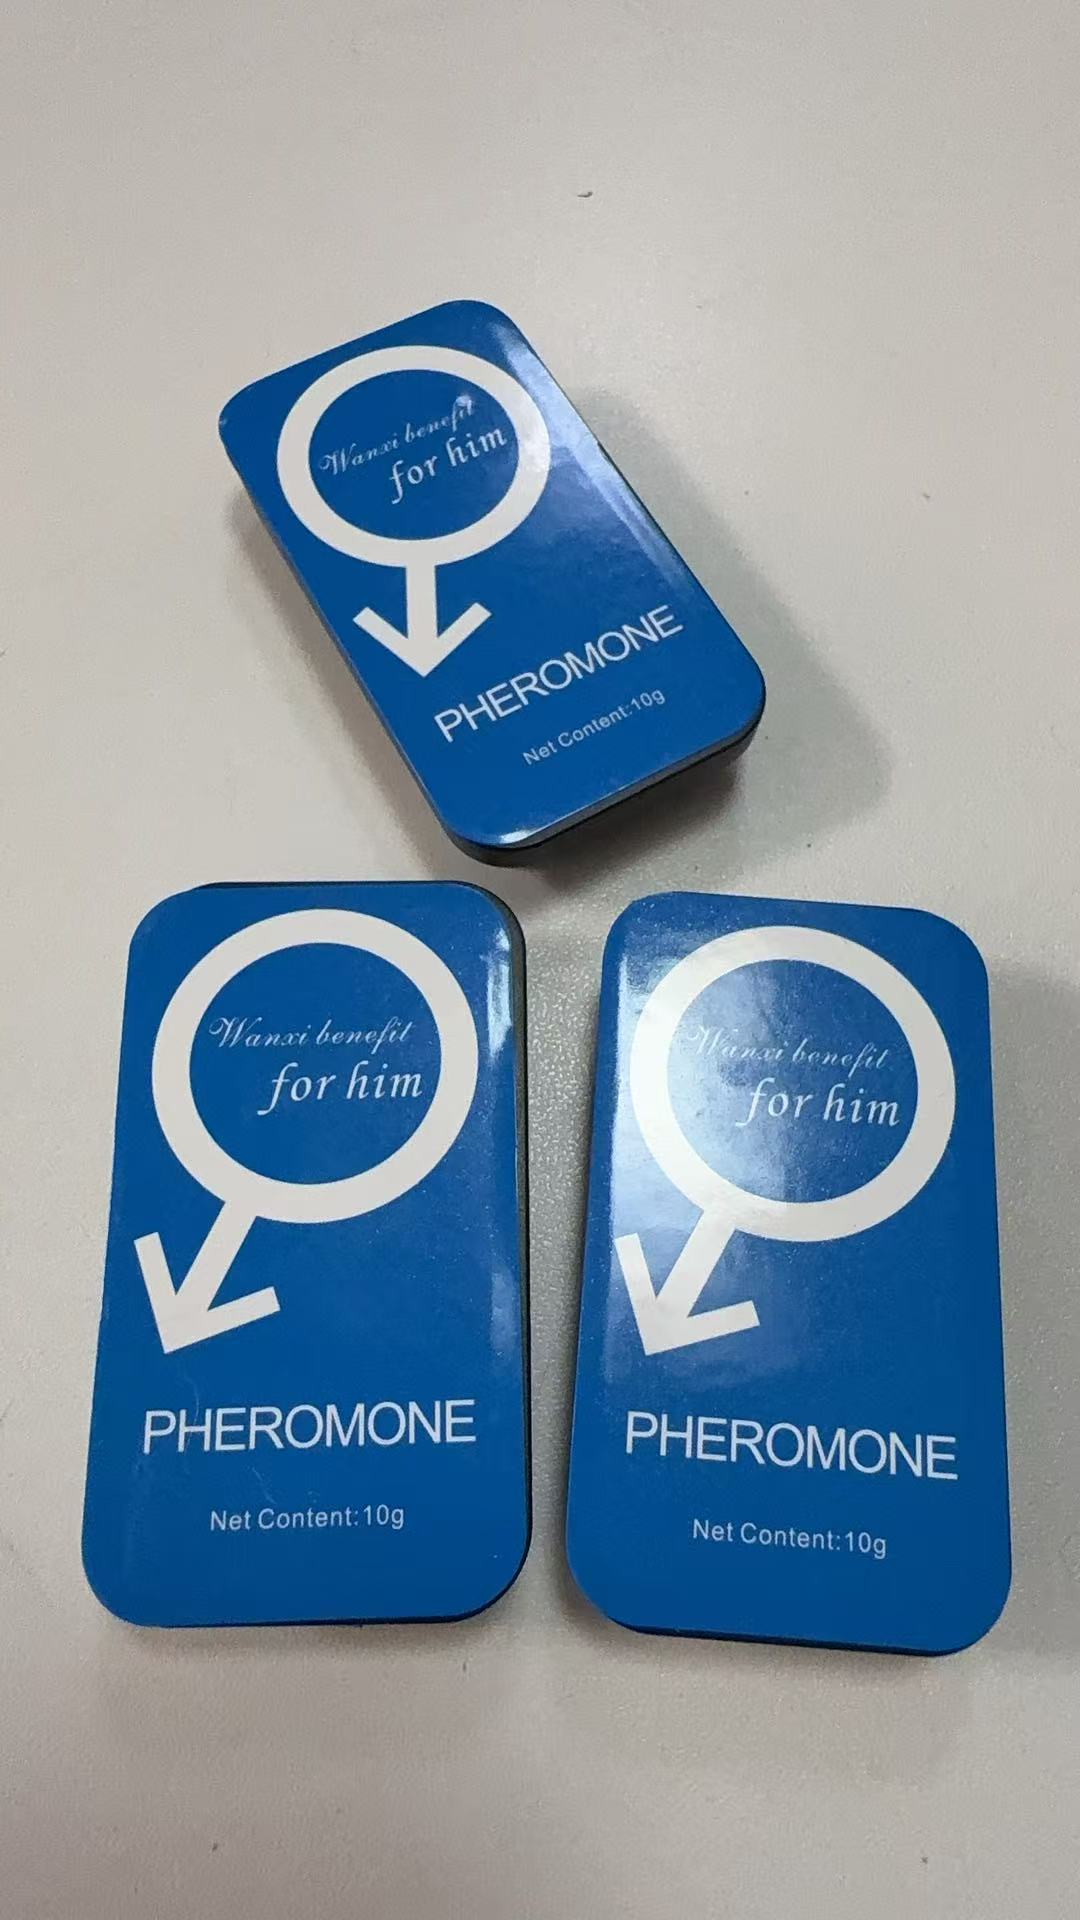 Wanxi benefit
for him
PHEROMONE
Net Content:10g
Wanxi benefit
for him
PHEROMONE
Net Content:10g
Wanxi benefit
for him
PHEROMONE
Net Content:10g